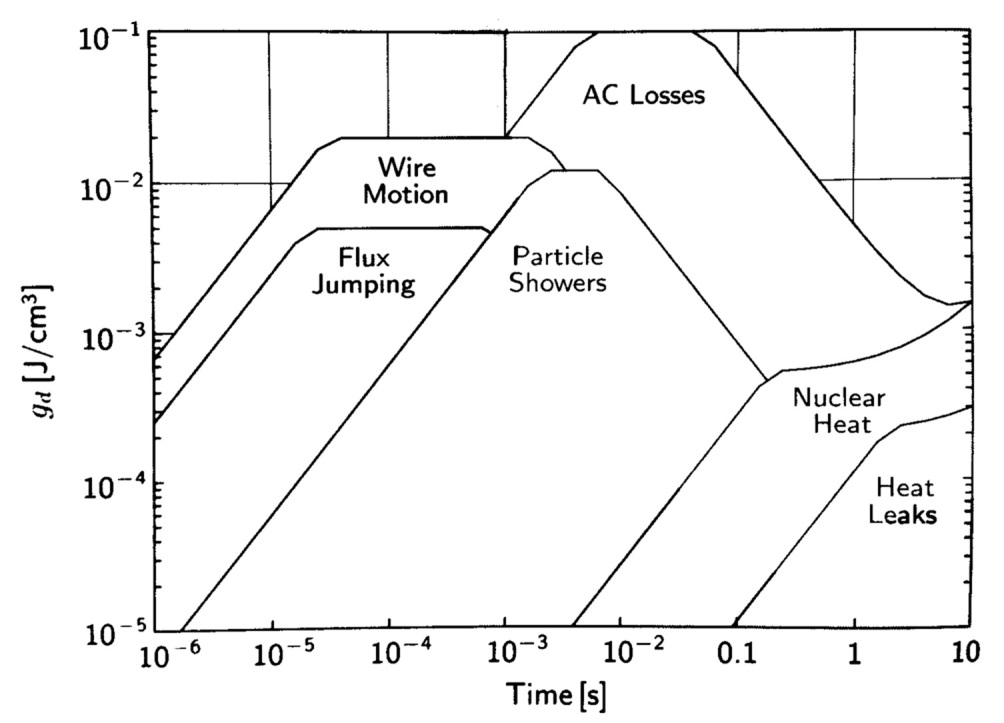 10⁻¹
AC Losses
Wire
Motion
10⁻²
Flux
Jumping
Particle
Showers
g_d [J/cm³]
10⁻³
Nuclear
Heat
10⁻⁴
Heat
Leaks
10⁻⁵
10⁻⁶ 10⁻⁵ 10⁻⁴ 10⁻³ 10⁻² 0.1 1 10
Time [s]